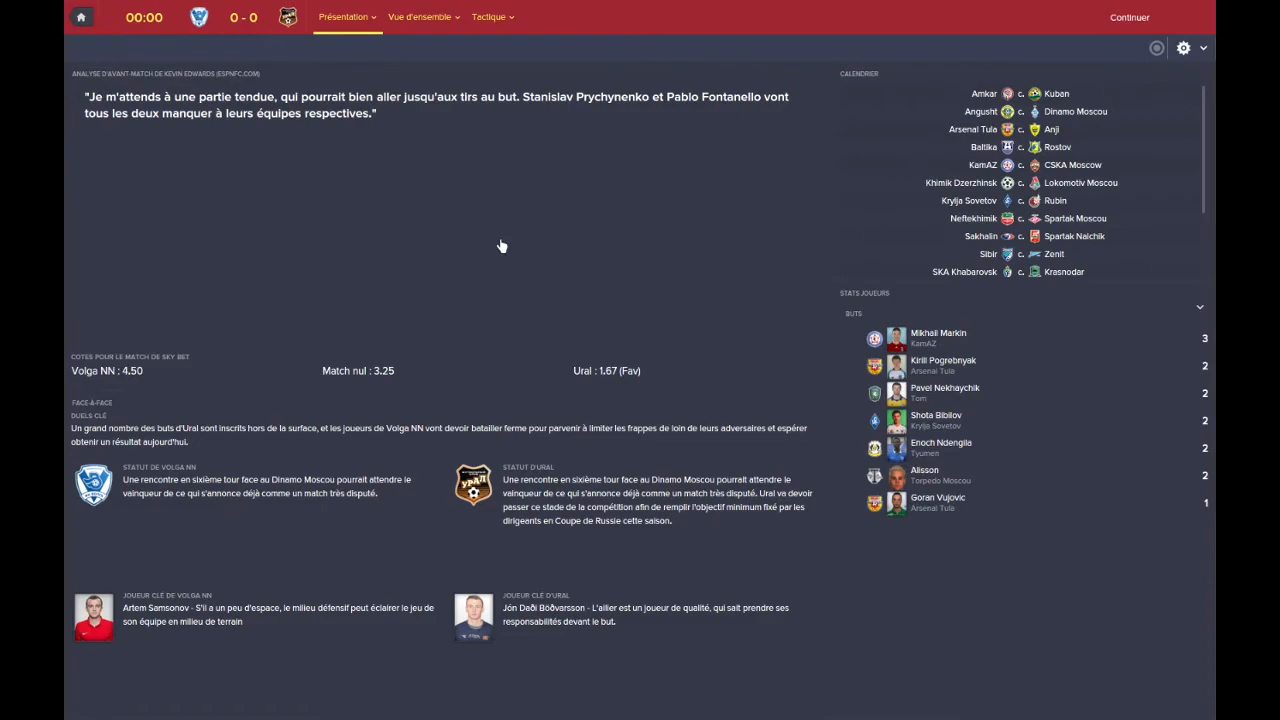 00:00 0 - 0 Présentation Vue d'ensemble Tactique Continuer
ANALYSE D'AVANT-MATCH DE KEVIN EDWARDS (ESPNFC.COM)
"Je m'attends à une partie tendue, qui pourrait bien aller jusqu'aux tirs au but. Stanislav Prychynenko et Pablo Fontanello vont
tous les deux manquer à leurs équipes respectives."
COTES POUR LE MATCH DE SKY BET
Volga NN : 4.50 Match nul : 3.25 Ural : 1.67 (Fav)
FACE-A-FACE
DUELS CLÉ
Un grand nombre des buts d'Ural sont inscrits hors de la surface, et les joueurs de Volga NN vont devoir batailler ferme pour parvenir à limiter les frappes de loin de leurs adversaires et espérer
obtenir un résultat aujourd'hui.
STATUT DE VOLGA NN
Une rencontre en sixième tour face au Dinamo Moscou pourrait attendre le
vainqueur de ce qui s'annonce déjà comme un match très disputé.
STATUT D'URAL
Une rencontre en sixième tour face au Dinamo Moscou pourrait attendre le
vainqueur de ce qui s'annonce déjà comme un match très disputé. Ural va devoir
passer ce stade de la compétition afin de remplir l'objectif minimum fixé par les
dirigeants en Coupe de Russie cette saison.
JOUEUR CLÉ DE VOLGA NN
Artem Samsonov - S'il a un peu d'espace, le milieu défensif peut éclairer le jeu de
son équipe en milieu de terrain
JOUEUR CLÉ D'URAL
Jón Daði Böðvarsson - L'ailier est un joueur de qualité, qui sait prendre ses
responsabilités devant le but.
CALENDRIER
Amkar c. Kuban
Angusht c. Dinamo Moscou
Arsenal Tula c. Anji
Baltika c. Rostov
KamAZ c. CSKA Moscow
Khimik Dzerzhinsk c. Lokomotiv Moscou
Krylja Sovetov c. Rubin
Neftekhimik c. Spartak Moscou
Sakhalin c. Spartak Nalchik
Sibir c. Zenit
SKA Khabarovsk c. Krasnodar
STATS JOUEURS
BUTS
Mikhail Markin 3
KamAZ
Kirill Pogrebnyak 2
Arsenal Tula
Pavel Nekhaychik 2
Tom
Shota Bibilov 2
Krylja Sovetov
Enoch Ndengila 2
Tyumen
Alisson 2
Torpedo Moscou
Goran Vujovic 1
Arsenal Tula
УРАЛ